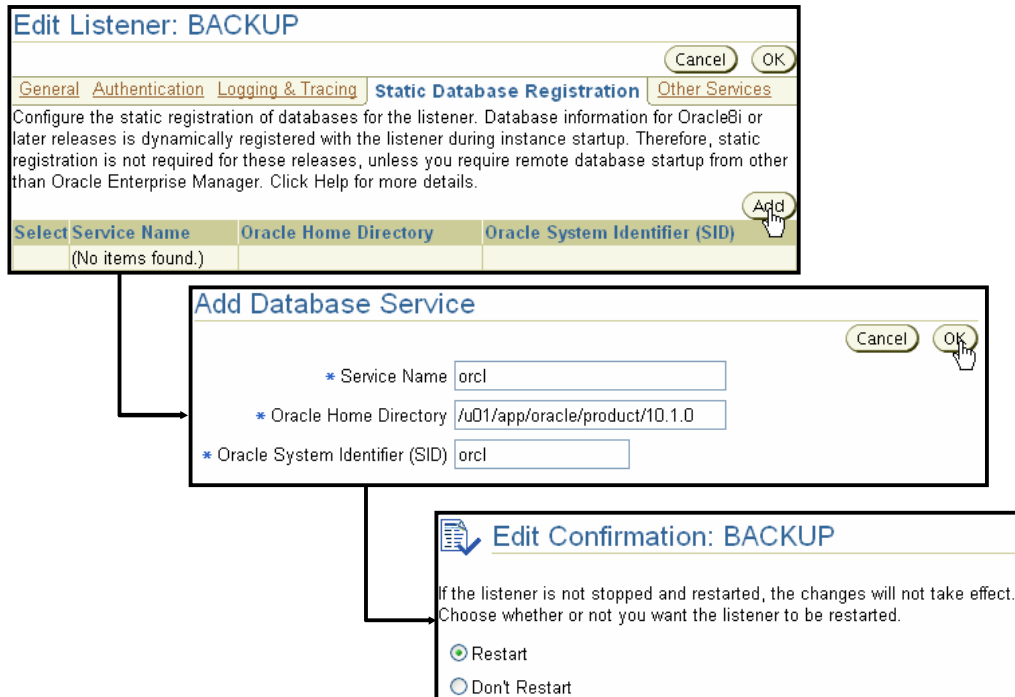 Edit Listener: BACKUP
Cancel OK
General Authentication Logging & Tracing Static Database Registration Other Services
Configure the static registration of databases for the listener. Database information for Oracle8i or
later releases is dynamically registered with the listener during instance startup. Therefore, static
registration is not required for these releases, unless you require remote database startup from other
than Oracle Enterprise Manager. Click Help for more details.
Add
Select Service Name Oracle Home Directory Oracle System Identifier (SID)
(No items found.)
Add Database Service
Cancel OK
* Service Name orcl
* Oracle Home Directory /u01/app/oracle/product/10.1.0
* Oracle System Identifier (SID) orcl
Edit Confirmation: BACKUP
If the listener is not stopped and restarted, the changes will not take effect.
Choose whether or not you want the listener to be restarted.
Restart
Don't Restart